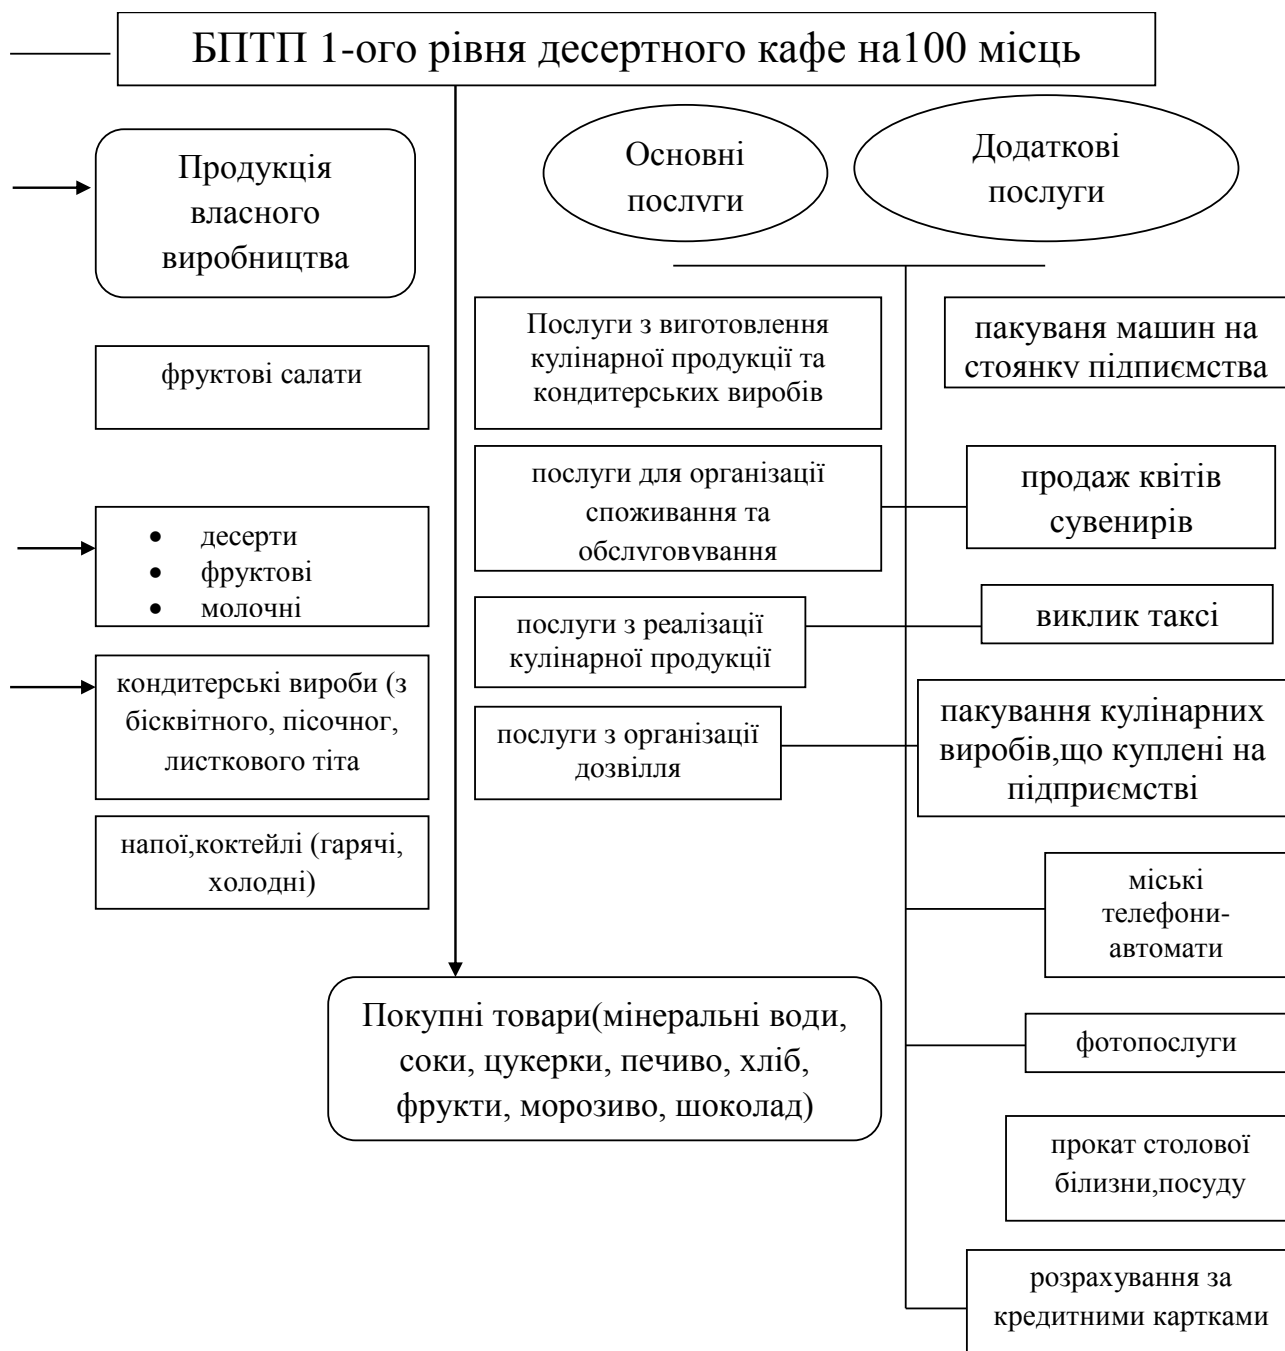 БПТП 1-ого рівня десертного кафе на100 місць
Продукція
власного
виробництва
фруктові салати
• десерти
• фруктові
• молочні
кондитерські вироби (з
бісквітного, пісочног,
листкового тіта
напої,коктейлі (гарячі,
холодні)
Покупні товари(мінеральні води,
соки, цукерки, печиво, хліб,
фрукти, морозиво, шоколад)
Основні
послуги
Послуги з виготовлення
кулінарної продукції та
кондитерських виробів
послуги для організації
споживання та
обслуговування
послуги з реалізації
кулінарної продукції
послуги з організації
дозвілля
Додаткові
послуги
пакуваня машин на
стоянку підпиємства
продаж квітів
сувенирів
виклик таксі
пакування кулінарних
виробів,що куплені на
підприємстві
міські
телефони-
автомати
фотопослуги
прокат столової
білизни,посуду
розрахування за
кредитними картками